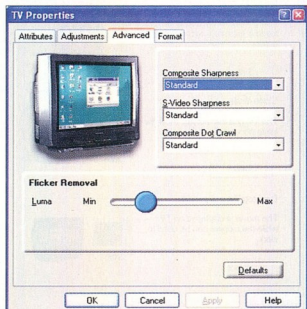 TV Properties
Attributes Adjustments Advanced Format
Composite Sharpness
Standard
S-Video Sharpness
Standard
Composite Dot Crawl
Standard
Flicker Removal
Luma Min Max
Defaults
OK Cancel Apply Help